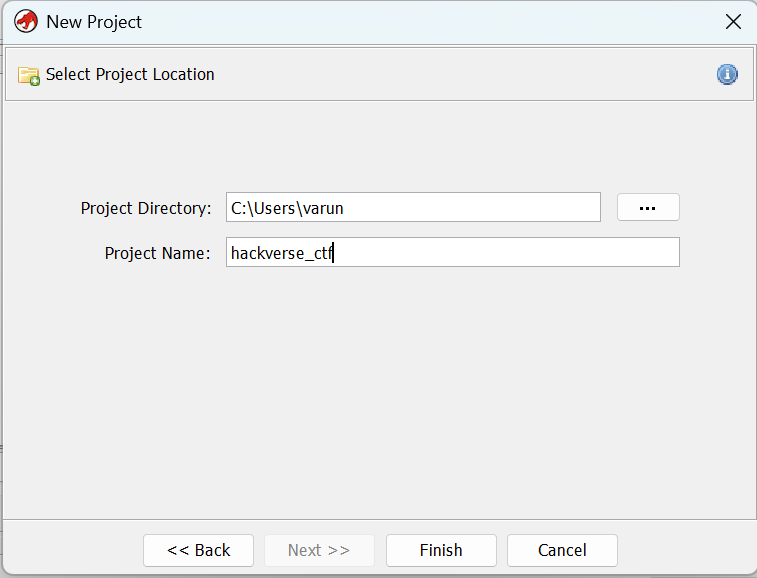 New Project
Select Project Location
Project Directory: C:\Users\varun ...
Project Name: hackverse_ctf
<< Back Next >> Finish Cancel